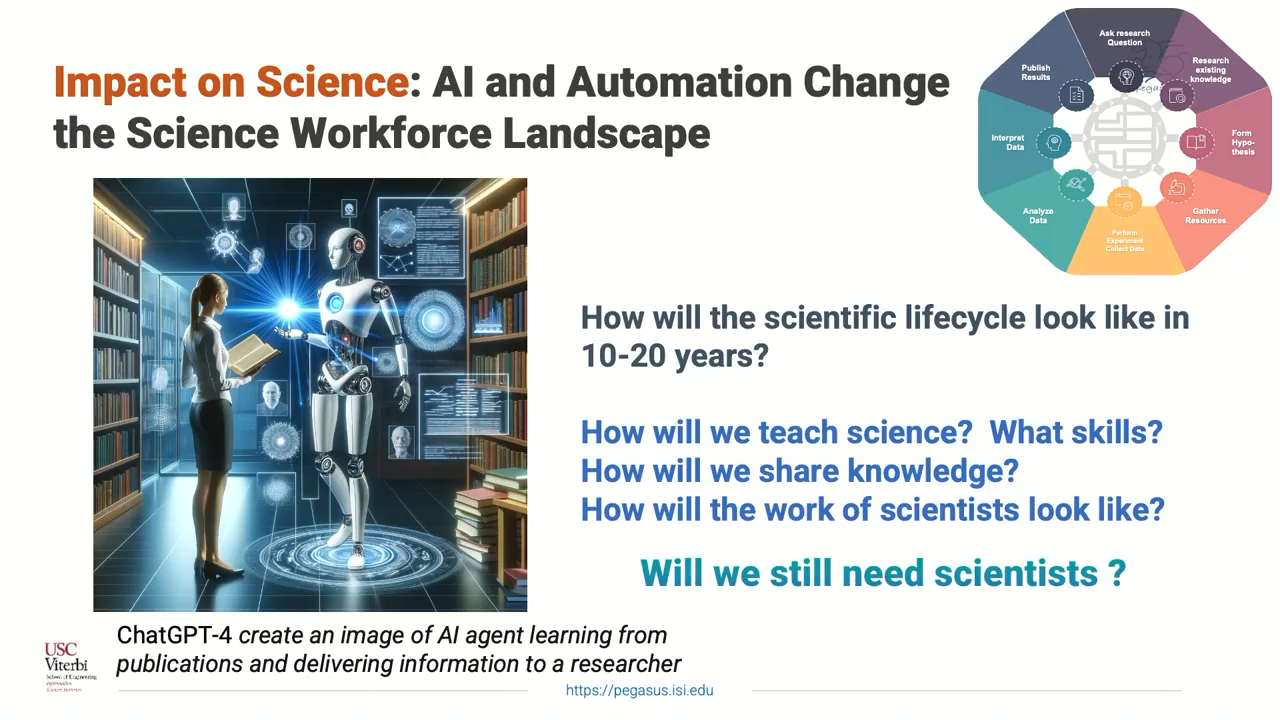 Impact on Science: AI and Automation Change
the Science Workforce Landscape
Ask research
Question
Research
existing
knowledge
Form
Hypo-
thesis
Gather
Resources
Perform
Experiment
Collect Data
Analyze
Data
Interpret
Data
Publish
Results
How will the scientific lifecycle look like in
10-20 years?
How will we teach science?  What skills?
How will we share knowledge?
How will the work of scientists look like?
Will we still need scientists ?
ChatGPT-4 create an image of AI agent learning from
publications and delivering information to a researcher
USC
Viterbi
School of Engineering
https://pegasus.isi.edu